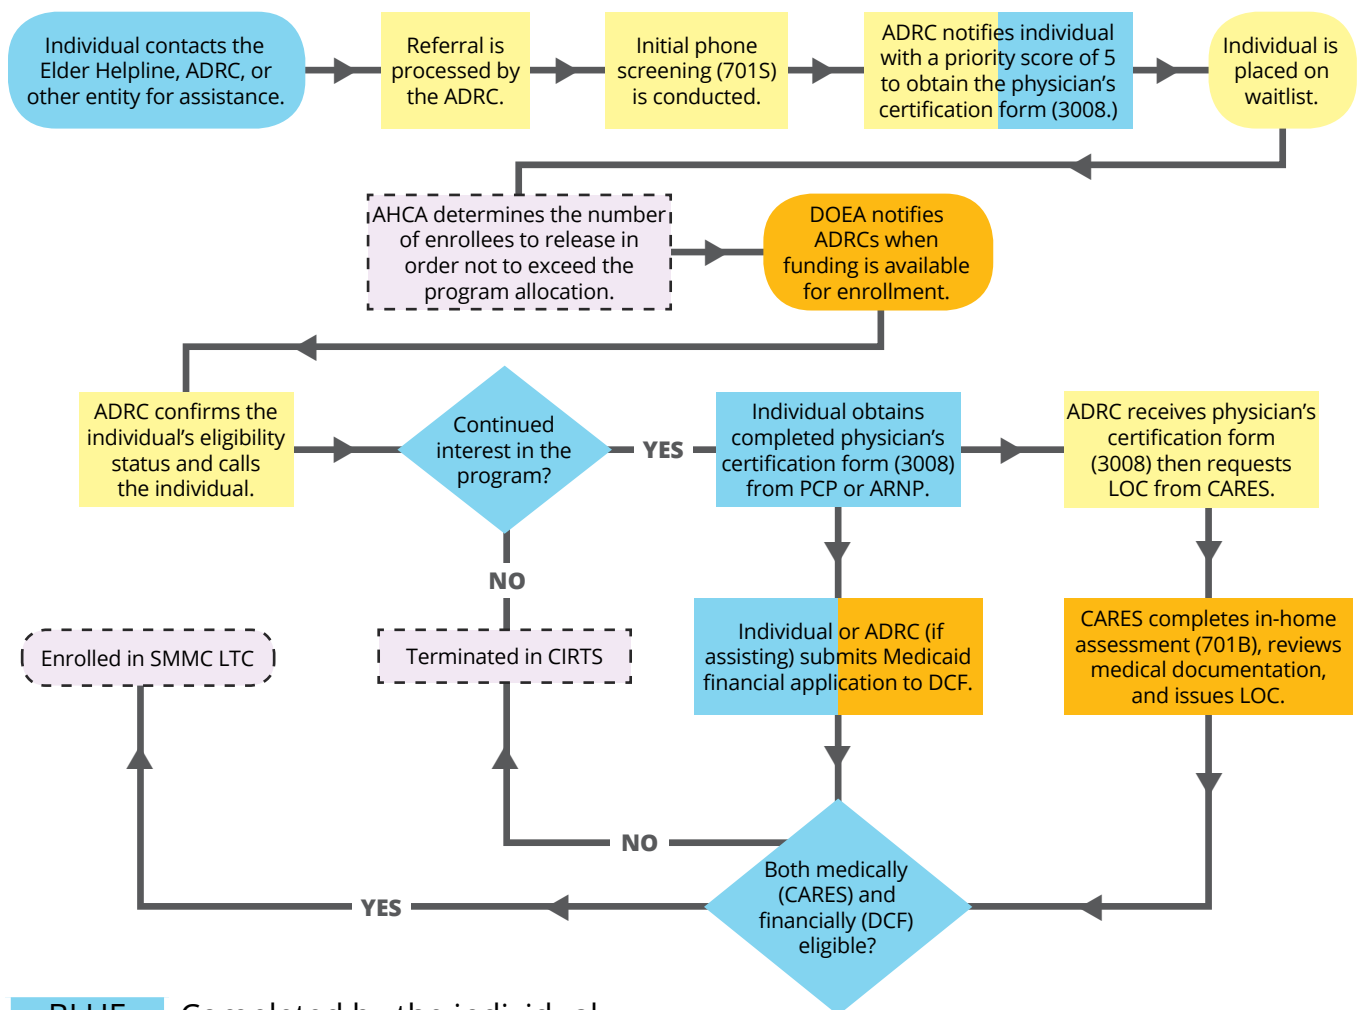 Individual contacts the
Elder Helpline, ADRC, or
other entity for assistance.
Referral is
processed by
the ADRC.
Initial phone
screening (701S)
is conducted.
ADRC notifies individual
with a priority score of 5
to obtain the physician's
certification form (3008.)
Individual is
placed on
waitlist.
AHCA determines the number
of enrollees to release in
order not to exceed the
program allocation.
DOEA notifies
ADRCs when
funding is available
for enrollment.
ADRC confirms the
individual's eligibility
status and calls
the individual.
Continued
interest in the
program?
YES
Individual obtains
completed physician's
certification form (3008)
from PCP or ARNP.
ADRC receives physician's
certification form
(3008) then requests
LOC from CARES.
NO
Enrolled in SMMC LTC
Terminated in CIRTS
Individual or ADRC (if
assisting) submits Medicaid
financial application to DCF.
CARES completes in-home
assessment (701B), reviews
medical documentation,
and issues LOC.
NO
YES
Both medically
(CARES) and
financially (DCF)
eligible?
BLUE
Completed by the individual